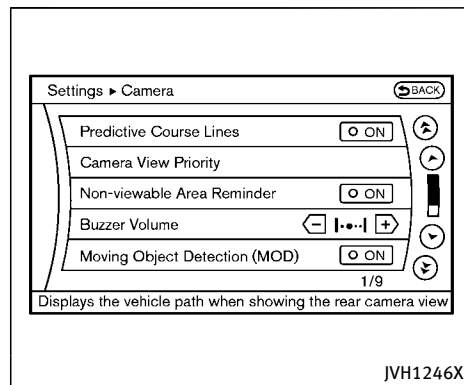 Settings ▸ Camera BACK
Predictive Course Lines ON
Camera View Priority
Non-viewable Area Reminder ON
Buzzer Volume − +
Moving Object Detection (MOD) ON
1/9
Displays the vehicle path when showing the rear camera view
JVH1246X